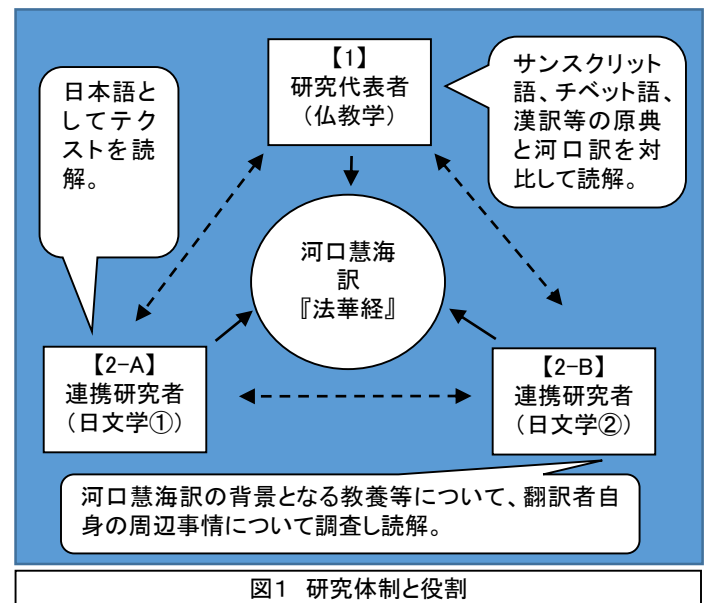 【1】
研究代表者
（仏教学）
サンスクリット
語、チベット語、
漢訳等の原典
と河口訳を対
比して読解。
日本語と
してテク
ストを読
解。
河口慧海
訳
『法華経』
【2-A】
連携研究者
（日文学①）
【2-B】
連携研究者
（日文学②）
河口慧海訳の背景となる教養等について、翻訳者自
身の周辺事情について調査し読解。
図１ 研究体制と役割